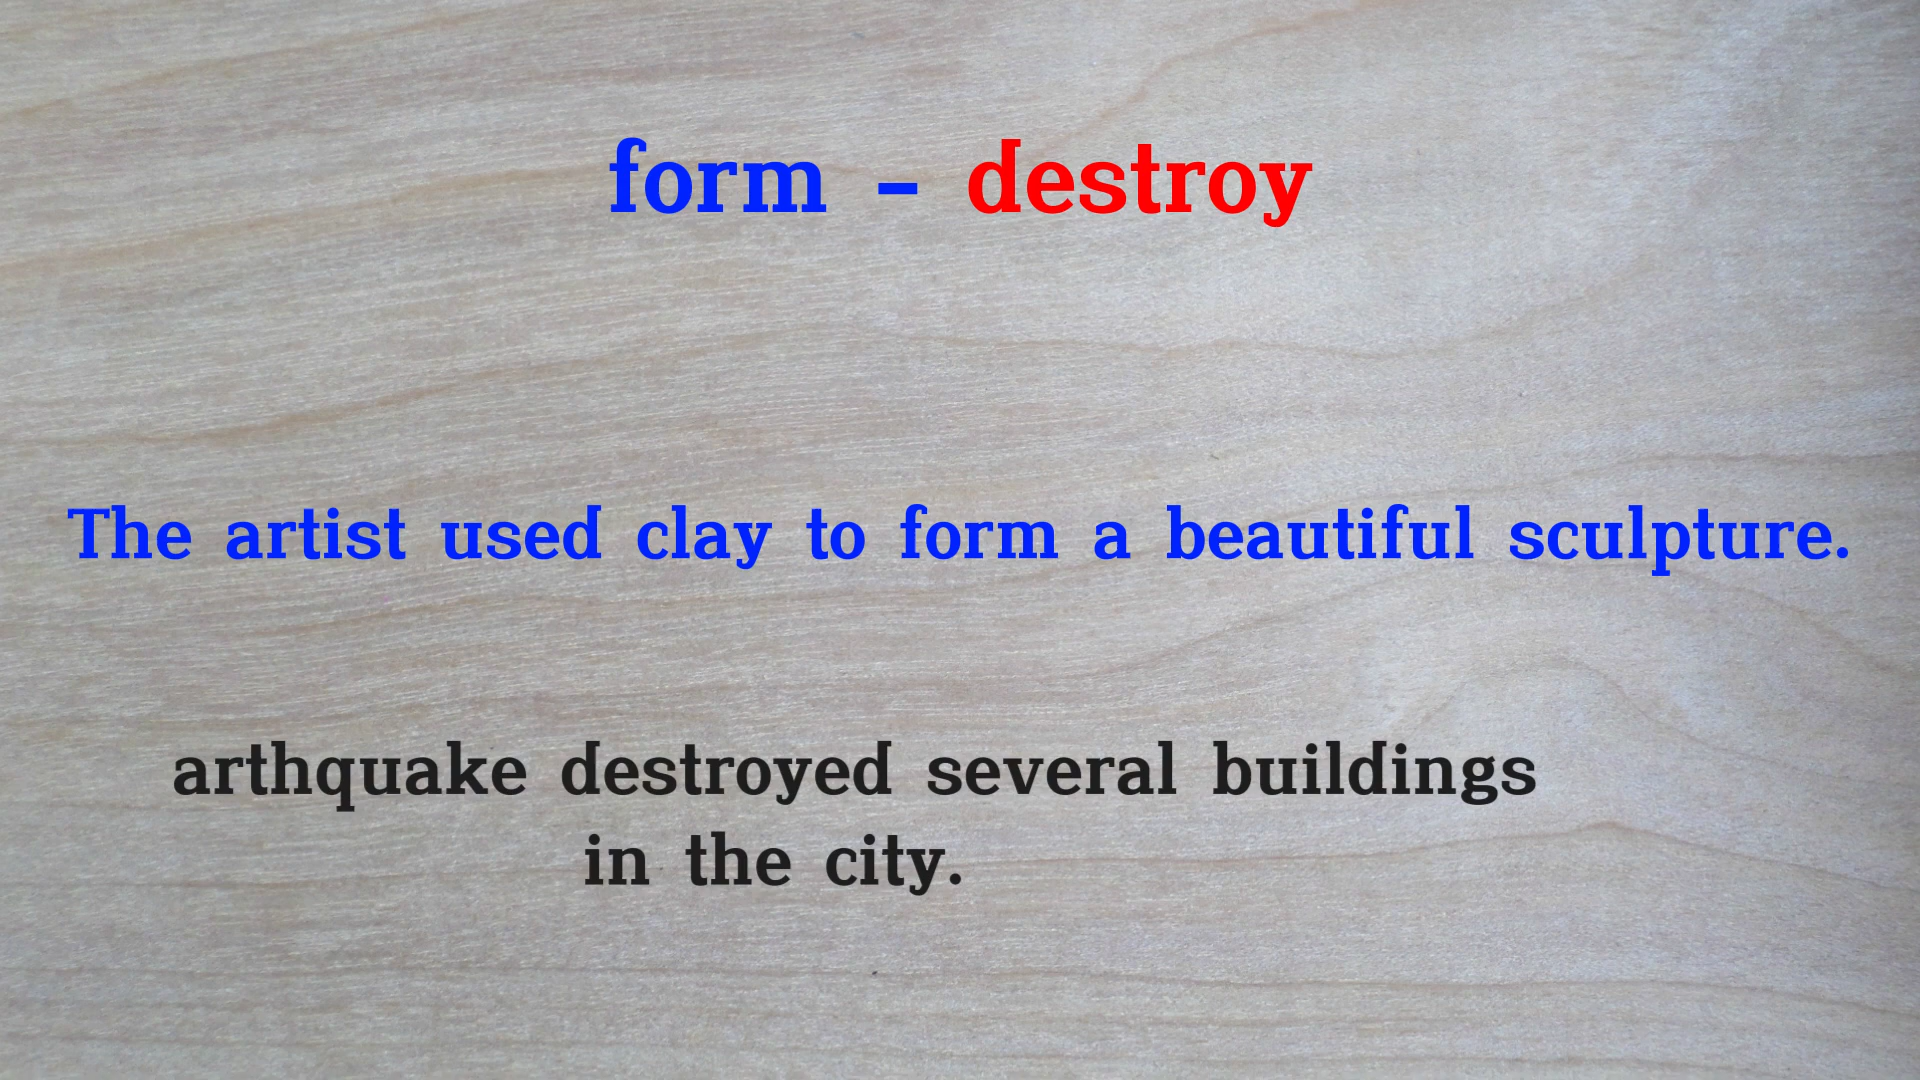 form - destroy
The artist used clay to form a beautiful sculpture.
arthquake destroyed several buildings
in the city.